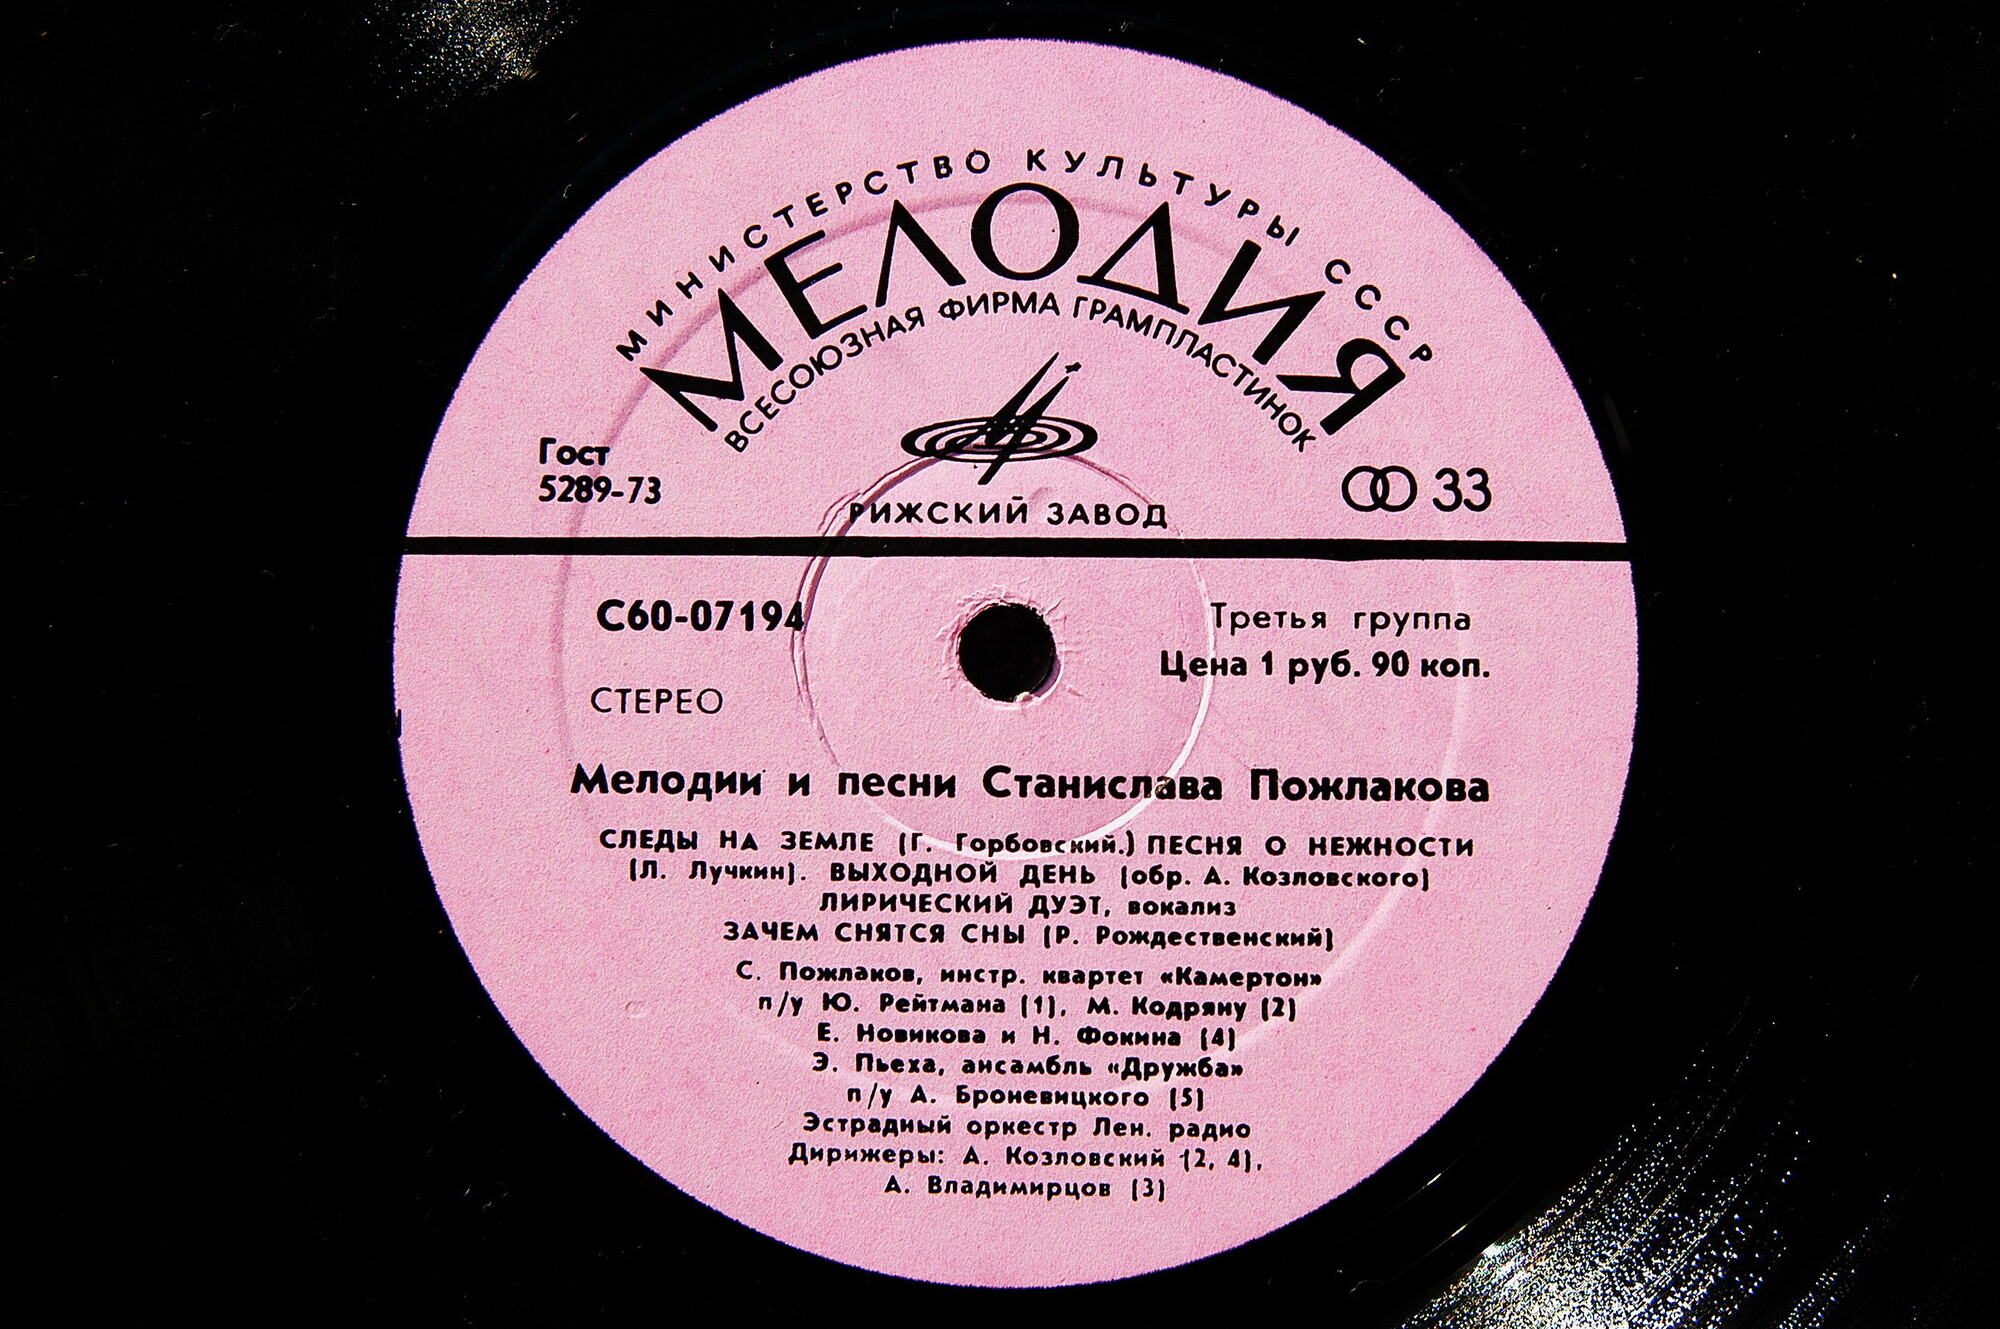 МИНИСТЕРСТВО КУЛЬТУРЫ СССР
МЕЛОДИЯ
ВСЕСОЮЗНАЯ ФИРМА ГРАМПЛАСТИНОК
Гост
5289-73
33
РИЖСКИЙ ЗАВОД
С60-07194
Третья группа
Цена 1 руб. 90 коп.
СТЕРЕО
Мелодии и песни Станислава Пожлакова
СЛЕДЫ НА ЗЕМЛЕ (Г. Горбовский.) ПЕСНЯ О НЕЖНОСТИ
(Л. Лучкин). ВЫХОДНОЙ ДЕНЬ (обр. А. Козловского)
ЛИРИЧЕСКИЙ ДУЭТ, вокализ
ЗАЧЕМ СНЯТСЯ СНЫ (Р. Рождественский)
С. Пожлаков, инстр. квартет «Камертон»
п/у Ю. Рейтмана (1), М. Кодряну (2)
Е. Новикова и Н. Фокина (4)
Э. Пьеха, ансамбль «Дружба»
п/у А. Броневицкого (5)
Эстрадный оркестр Лен. радио
Дирижеры: А. Козловский (2, 4),
А. Владимирцов (3)